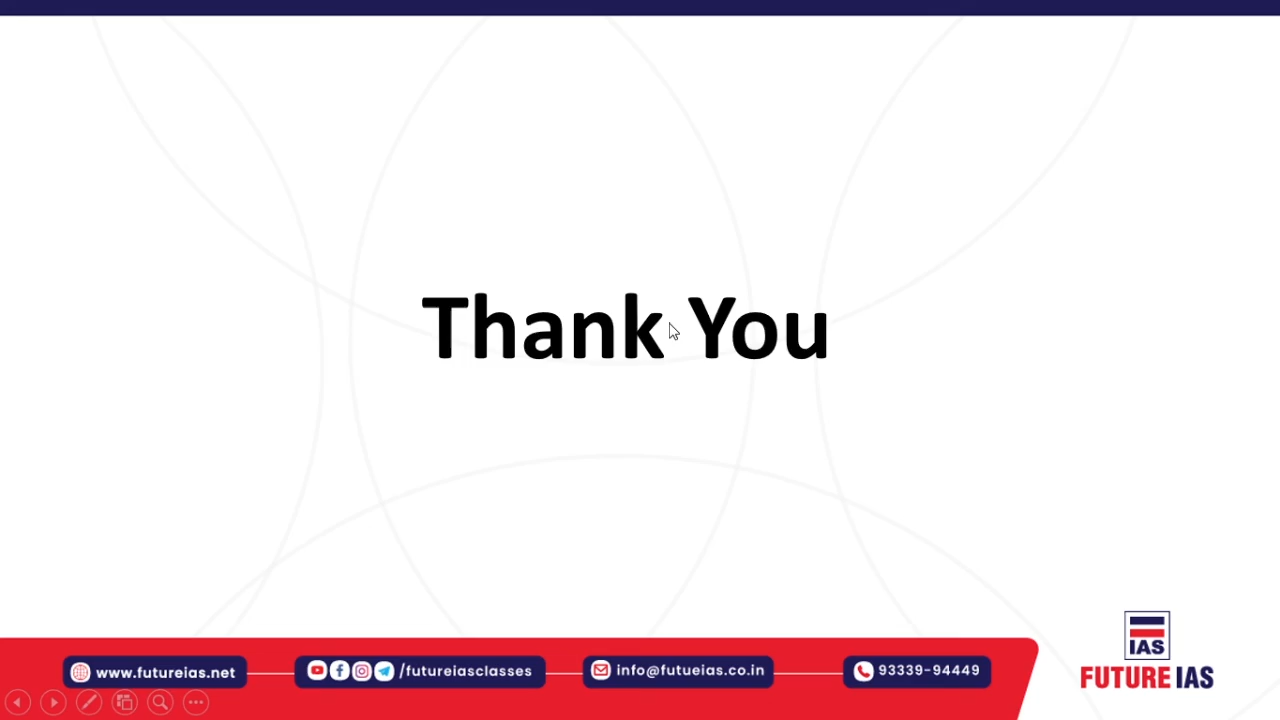 Thank You
www.futureias.net
/futureiasclasses
info@futueias.co.in
93339-94449
IAS
FUTURE IAS